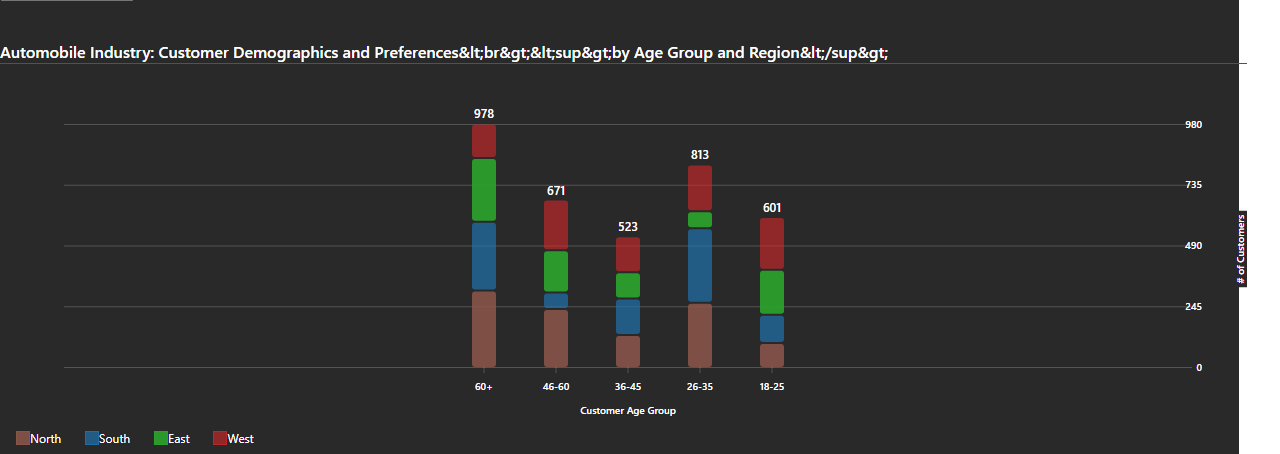 Automobile Industry: Customer Demographics and Preferences&lt;br&gt;&lt;sup&gt;by Age Group and Region&lt;/sup&gt;
978
671
523
813
601
980
735
490
245
0
# of Customers
60+
46-60
36-45
26-35
18-25
Customer Age Group
North
South
East
West